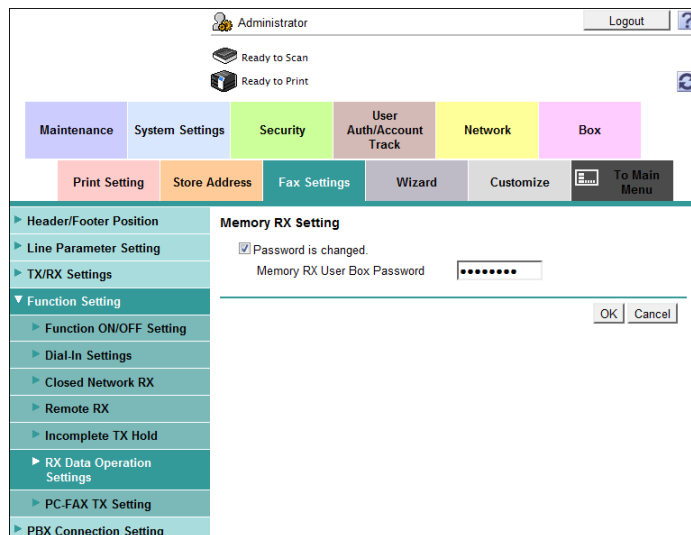 Administrator
Logout
?
Ready to Scan
Ready to Print
Maintenance
System Settings
Security
User
Auth/Account
Track
Network
Box
Print Setting
Store Address
Fax Settings
Wizard
Customize
To Main
Menu
Header/Footer Position
Line Parameter Setting
TX/RX Settings
Function Setting
Function ON/OFF Setting
Dial-In Settings
Closed Network RX
Remote RX
Incomplete TX Hold
RX Data Operation
Settings
PC-FAX TX Setting
PBX Connection Setting
Memory RX Setting
Password is changed.
Memory RX User Box Password
••••••••
OK
Cancel